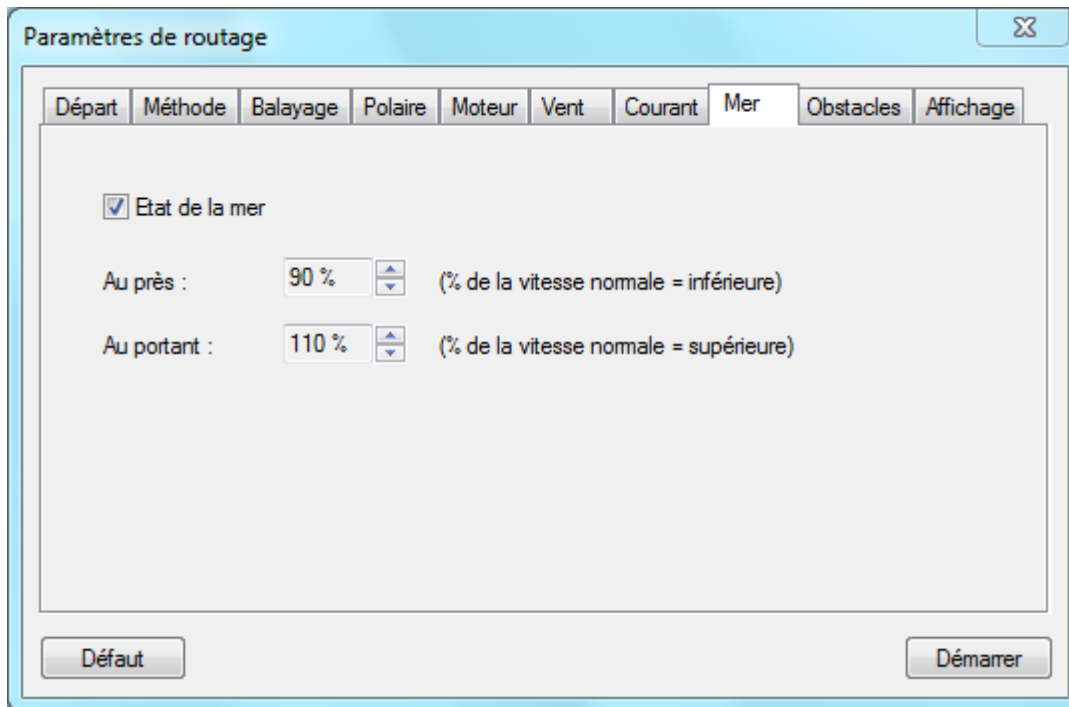 Paramètres de routage
Départ Méthode Balayage Polaire Moteur Vent Courant Mer Obstacles Affichage
Etat de la mer
Au près : 90 % (% de la vitesse normale = inférieure)
Au portant : 110 % (% de la vitesse normale = supérieure)
Défaut Démarrer